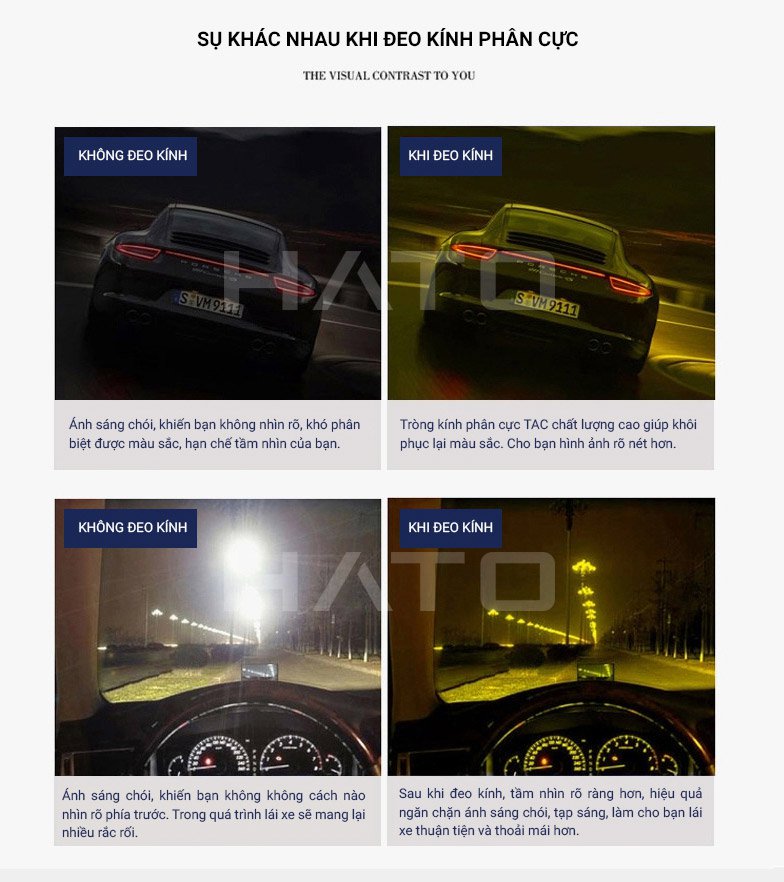 SỤ KHÁC NHAU KHI ĐEO KÍNH PHÂN CỰC
THE VISUAL CONTRAST TO YOU
KHÔNG ĐEO KÍNH
KHI ĐEO KÍNH
HATO
PORSCHE
S VM9111
PORSCHE
S VM9111
Ánh sáng chói, khiến bạn không nhìn rõ, khó phân
biệt được màu sắc, hạn chế tầm nhìn của bạn.
Tròng kính phân cực TAC chất lượng cao giúp khôi
phục lại màu sắc. Cho bạn hình ảnh rõ nét hơn.
KHÔNG ĐEO KÍNH
KHI ĐEO KÍNH
HATO
Ánh sáng chói, khiến bạn không không cách nào
nhìn rõ phía trước. Trong quá trình lái xe sẽ mang lại
nhiều rắc rối.
Sau khi đeo kính, tầm nhìn rõ ràng hơn, hiệu quả
ngăn chặn ánh sáng chói, tạp sáng, làm cho bạn lái
xe thuận tiện và thoải mái hơn.